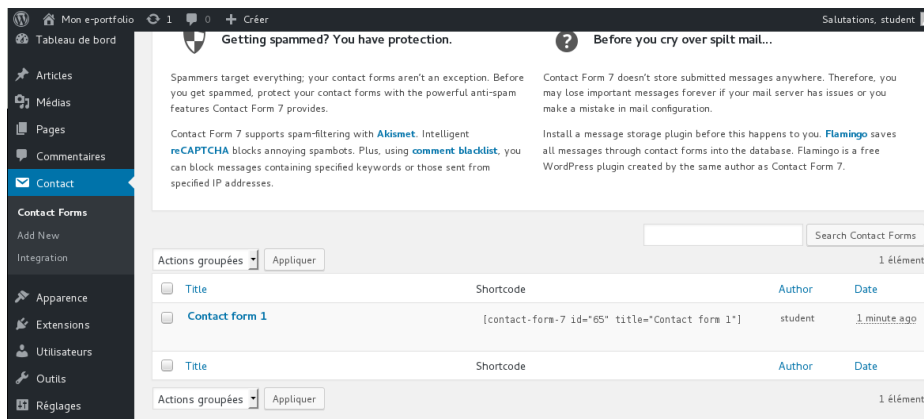 Mon e-portfolio 1 0 + Créer Salutations, student
Tableau de bord
Articles
Médias
Pages
Commentaires
Contact
Contact Forms
Add New
Integration
Apparence
Extensions
Utilisateurs
Outils
Réglages
Getting spammed? You have protection.
Spammers target everything; your contact forms aren't an exception. Before
you get spammed, protect your contact forms with the powerful anti-spam
features Contact Form 7 provides.
Contact Form 7 supports spam-filtering with Akismet. Intelligent
reCAPTCHA blocks annoying spambots. Plus, using comment blacklist, you
can block messages containing specified keywords or those sent from
specified IP addresses.
Before you cry over spilt mail...
Contact Form 7 doesn't store submitted messages anywhere. Therefore, you
may lose important messages forever if your mail server has issues or you
make a mistake in mail configuration.
Install a message storage plugin before this happens to you. Flamingo saves
all messages through contact forms into the database. Flamingo is a free
WordPress plugin created by the same author as Contact Form 7.
Search Contact Forms
Actions groupées Appliquer 1 élément
Title Shortcode Author Date
Contact form 1 [contact-form-7 id="65" title="Contact form 1"] student 1 minute ago
Title Shortcode Author Date
Actions groupées Appliquer 1 élément